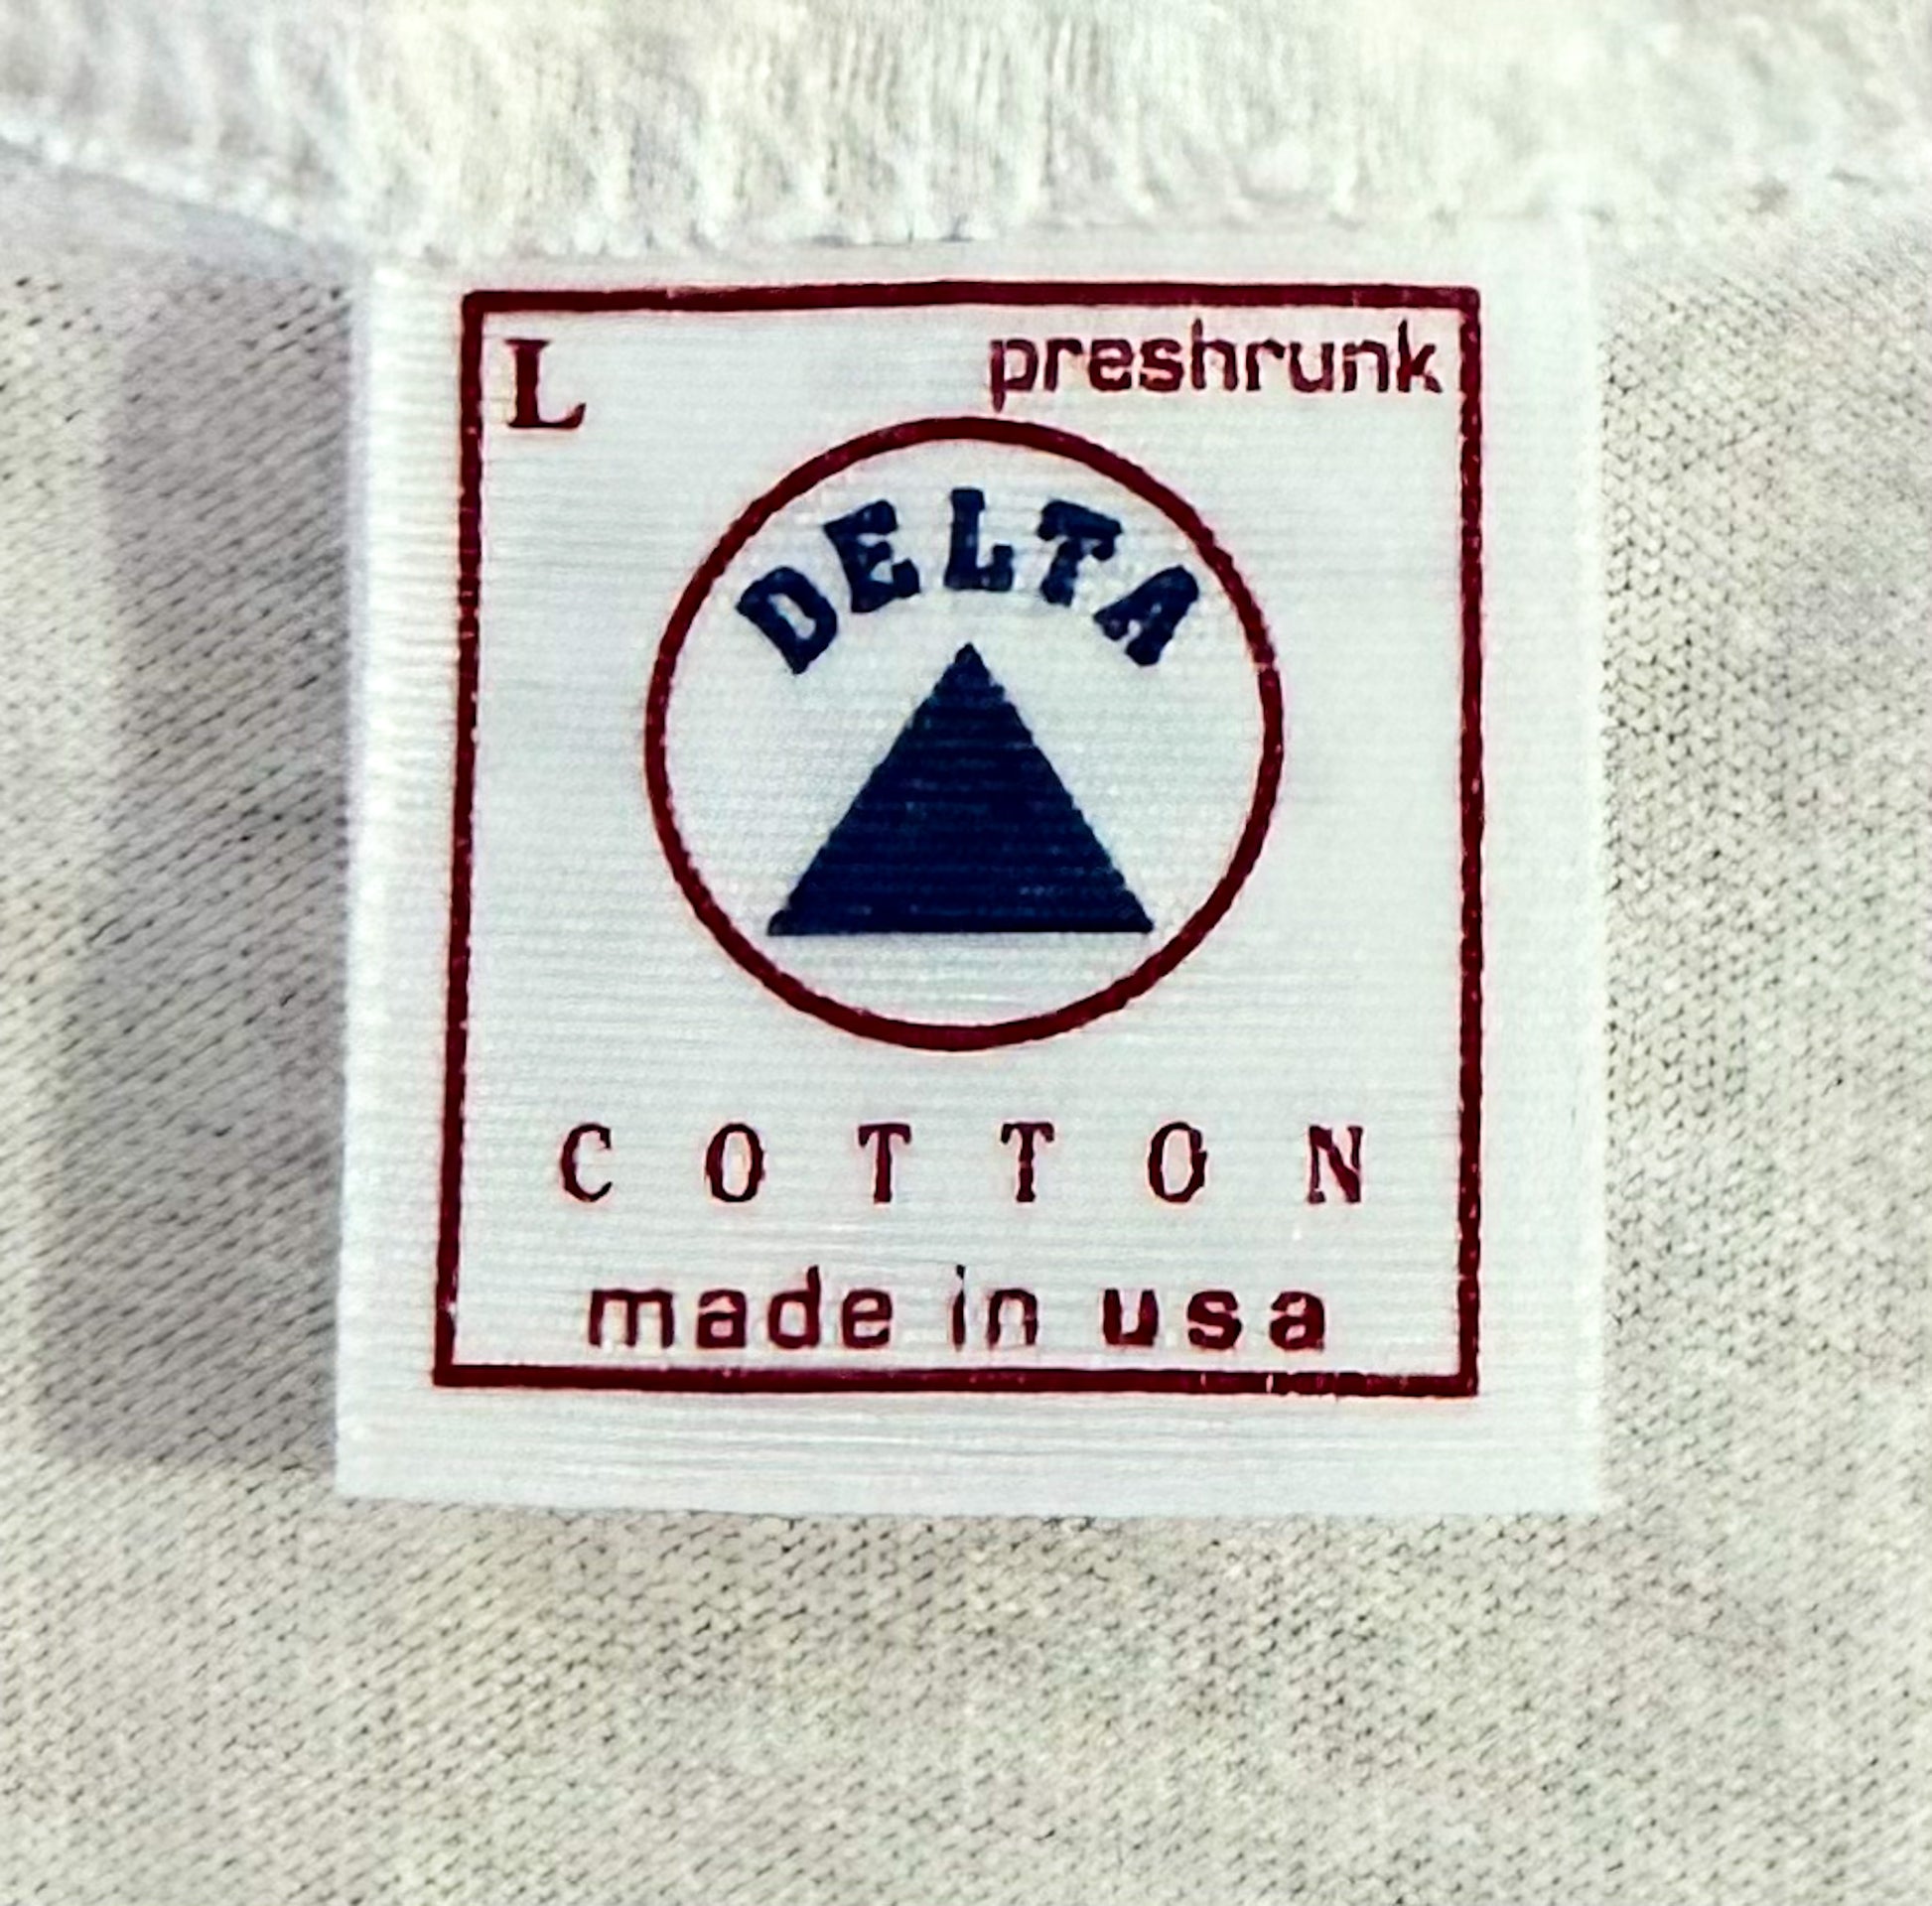 L preshrunk
DELTA
COTTON
made in usa